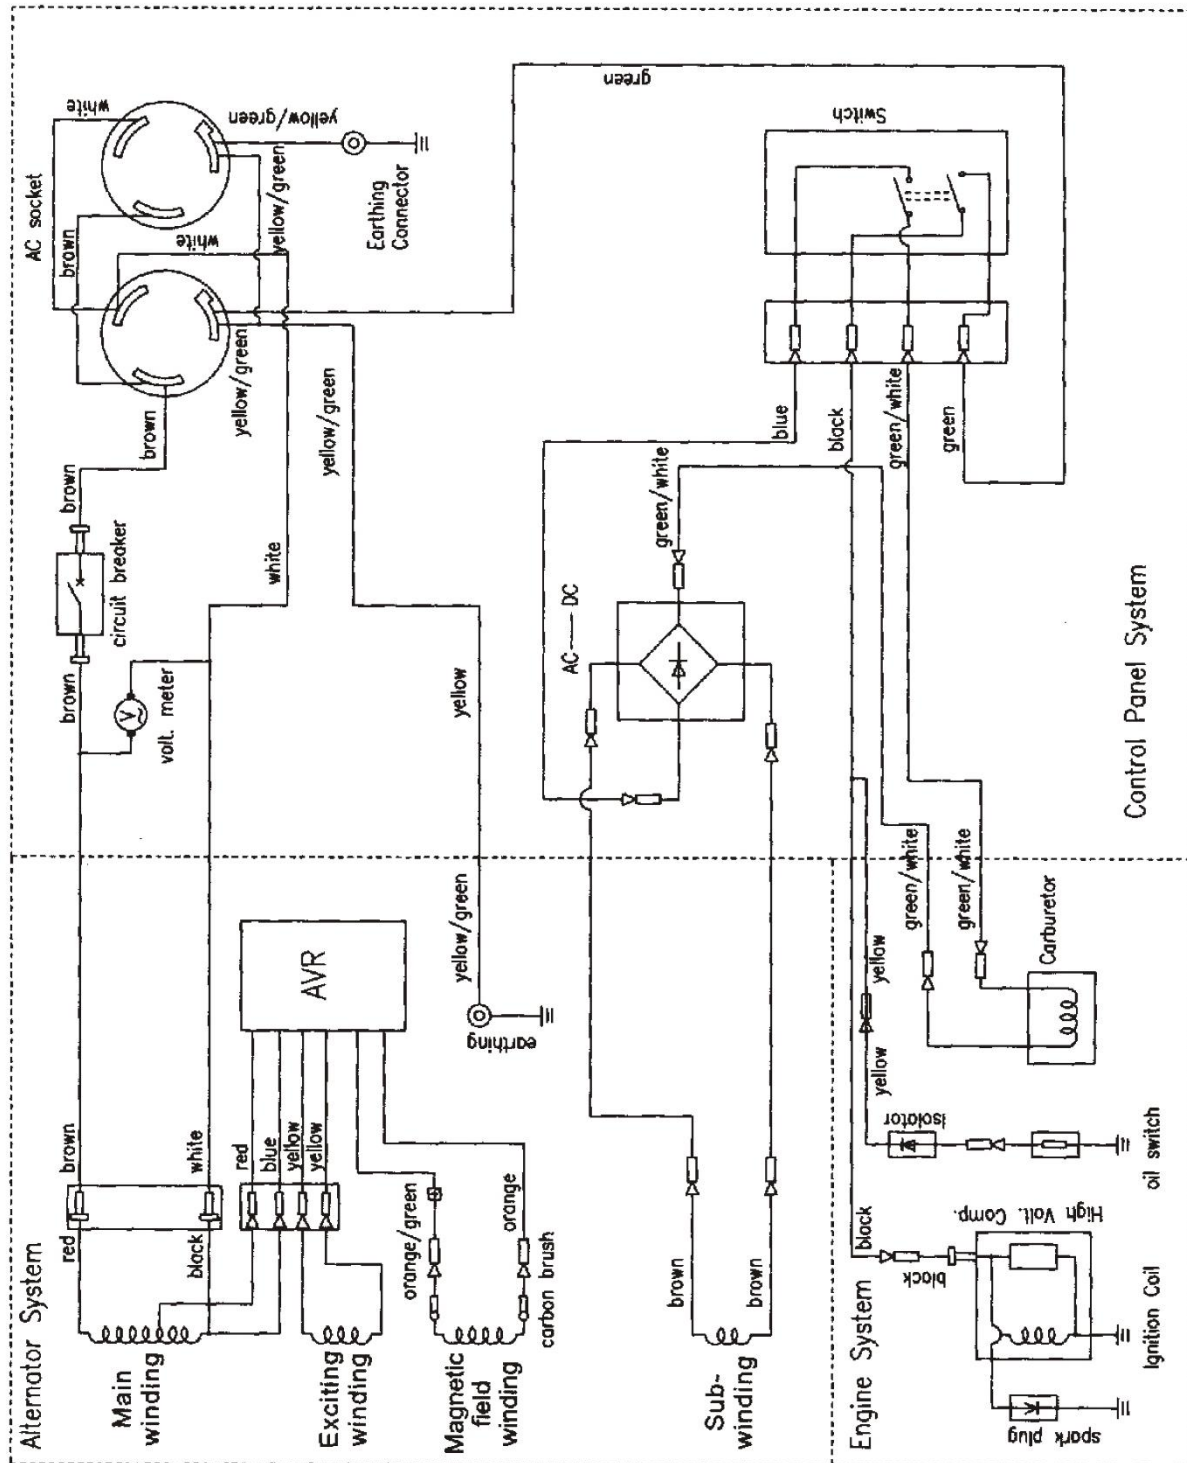 Alternator System
Main
winding
Exciting
winding
Magnetic
field
winding
Sub-
winding
red
brown
black
white
red
blue
yellow
yellow
AVR
orange/green
orange
carbon brush
brown
brown
yellow/green
earthing
brown
volt. meter
V
circuit breaker
brown
brown
white
AC socket
brown
white
white
yellow/green
yellow/green
yellow/green
yellow/green
Earthing
Connector
yellow
green
AC — DC
green/white
blue
black
green/white
green
Switch
Control Panel System
Engine System
spark
plug
Ignition Coil
High Volt. Comp.
black
black
oil switch
isolator
yellow
yellow
green/white
green/white
Carburetor